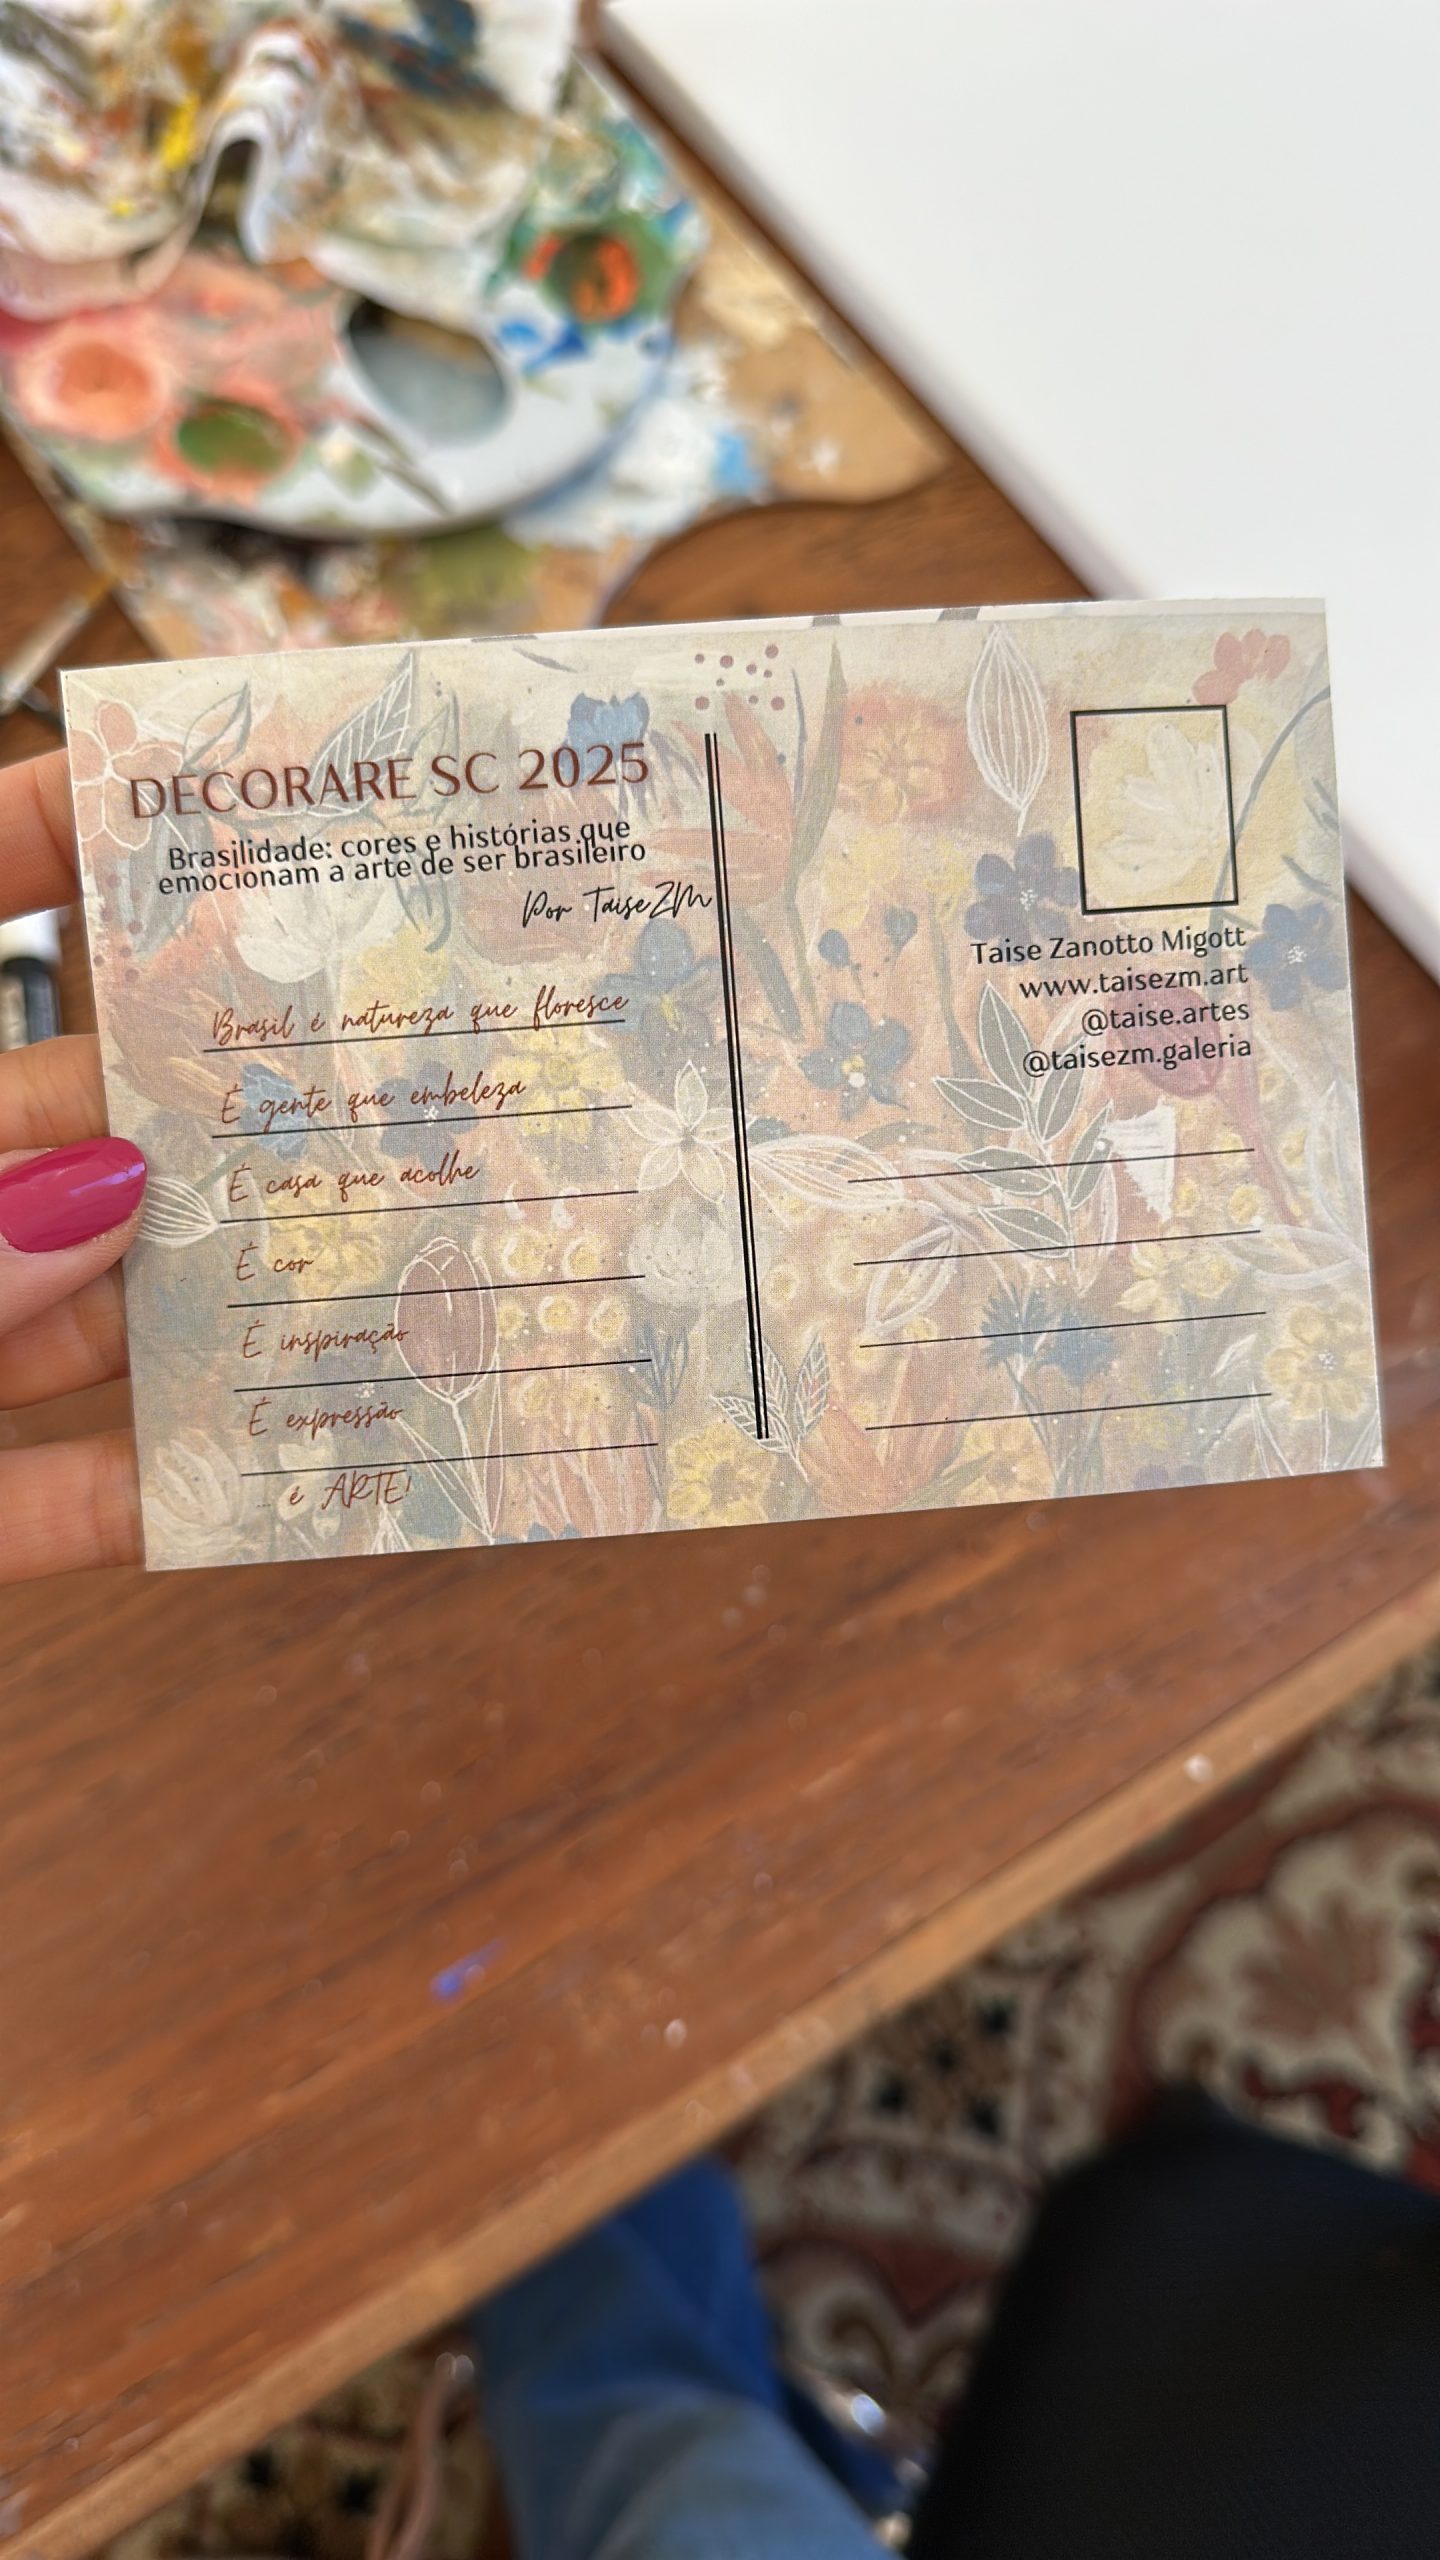 DECORARE SC 2025
Brasilidade: cores e histórias que
emocionam a arte de ser brasileiro
Por TaiseZM
Brasil é natureza que floresce
É gente que embeleza
É casa que acolhe
É cor
É inspiração
É expressão
... é ARTE!
Taise Zanotto Migott
www.taisezm.art
@taise.artes
@taisezm.galeria